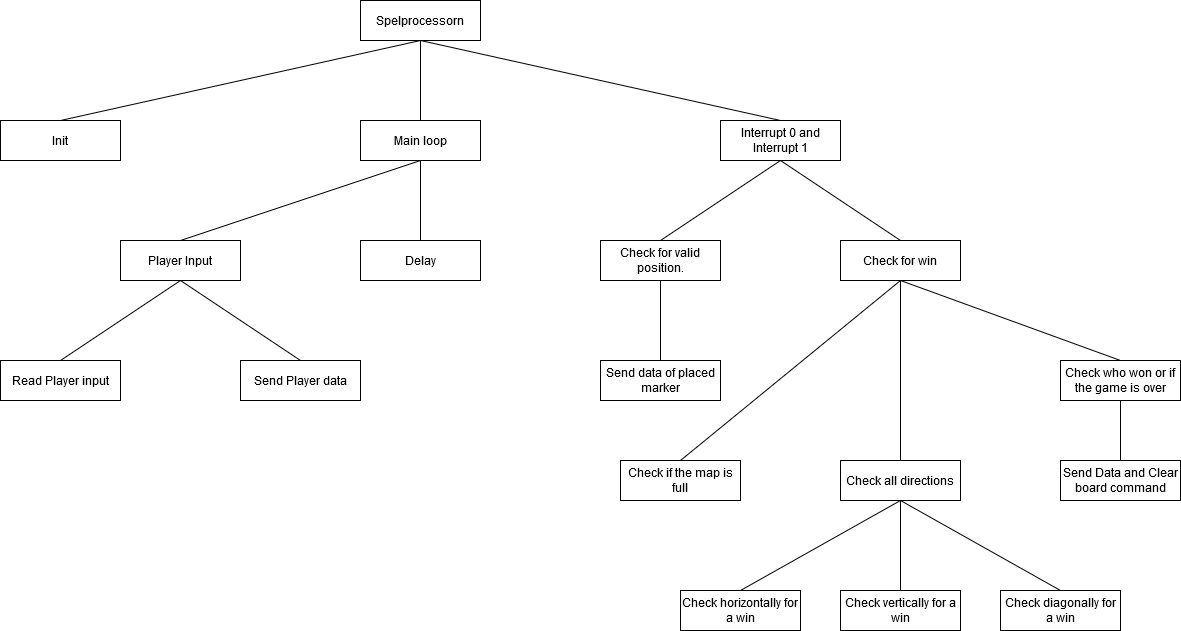 Spelprocessorn
Init
Main loop
Interrupt 0 and
Interrupt 1
Player Input
Delay
Check for valid
position.
Check for win
Read Player input
Send Player data
Send data of placed
marker
Check who won or if
the game is over
Check if the map is
full
Check all directions
Send Data and Clear
board command
Check horizontally for
a win
Check vertically for a
win
Check diagonally for
a win